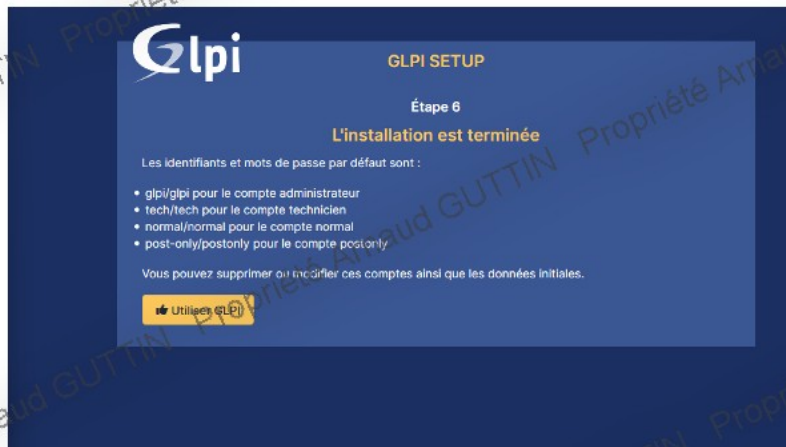 Glpi
GLPI SETUP
Étape 6
L'installation est terminée
Les identifiants et mots de passe par défaut sont :
• glpi/glpi pour le compte administrateur
• tech/tech pour le compte technicien
• normal/normal pour le compte normal
• post-only/postonly pour le compte postonly
Vous pouvez supprimer ou modifier ces comptes ainsi que les données initiales.
Utiliser GLPI
Propriété Arnaud GUTTIN